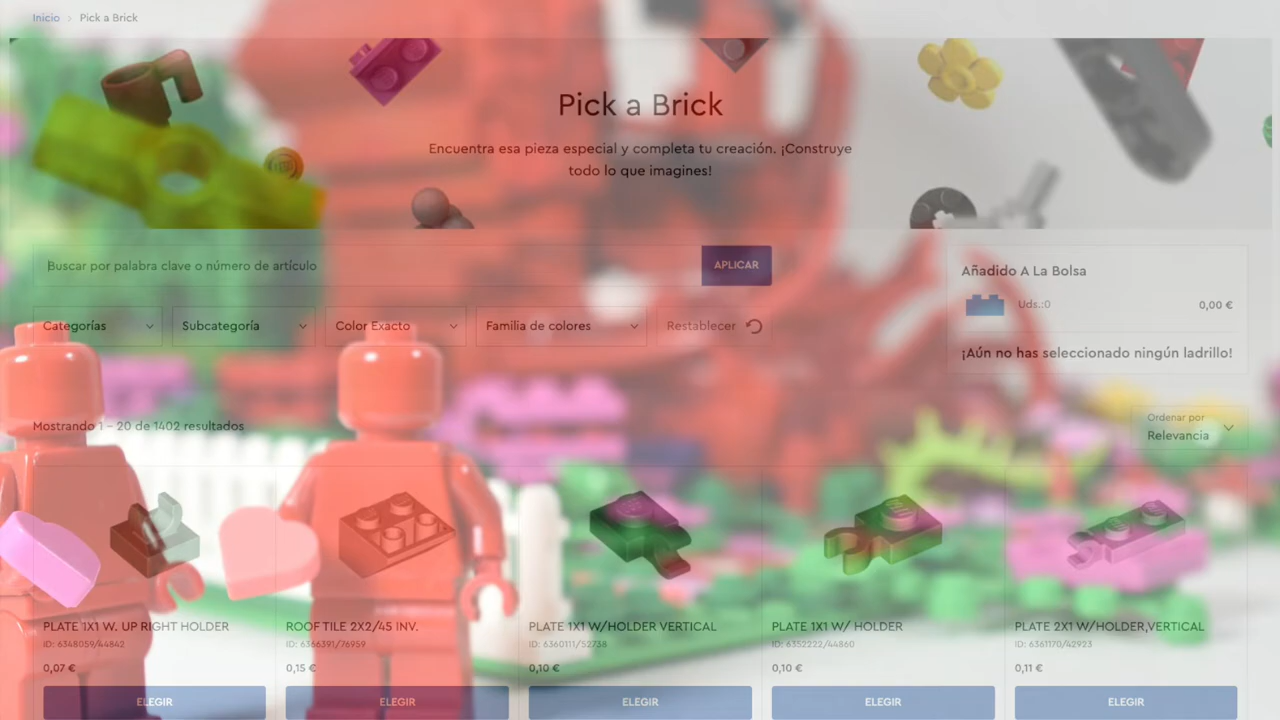 Inicio > Pick a Brick
Pick a Brick
Encuentra esa pieza especial y completa tu creación. ¡Construye
todo lo que imagines!
Buscar por palabra clave o número de artículo
APLICAR
Añadido A La Bolsa
Uds.:0
0,00 €
¡Aún no has seleccionado ningún ladrillo!
Categorías
Subcategoría
Color Exacto
Familia de colores
Restablecer
Mostrando 1 - 20 de 1402 resultados
Ordenar por
Relevancia
PLATE 1X1 W. UP RIGHT HOLDER
ID: 6348059/44842
0,07 €
ELEGIR
ROOF TILE 2X2/45 INV.
ID: 6366391/76959
0,15 €
ELEGIR
PLATE 1X1 W/HOLDER VERTICAL
ID: 6360111/52738
0,10 €
ELEGIR
PLATE 1X1 W/ HOLDER
ID: 6352222/44860
0,10 €
ELEGIR
PLATE 2X1 W/HOLDER,VERTICAL
ID: 6361170/42923
0,11 €
ELEGIR